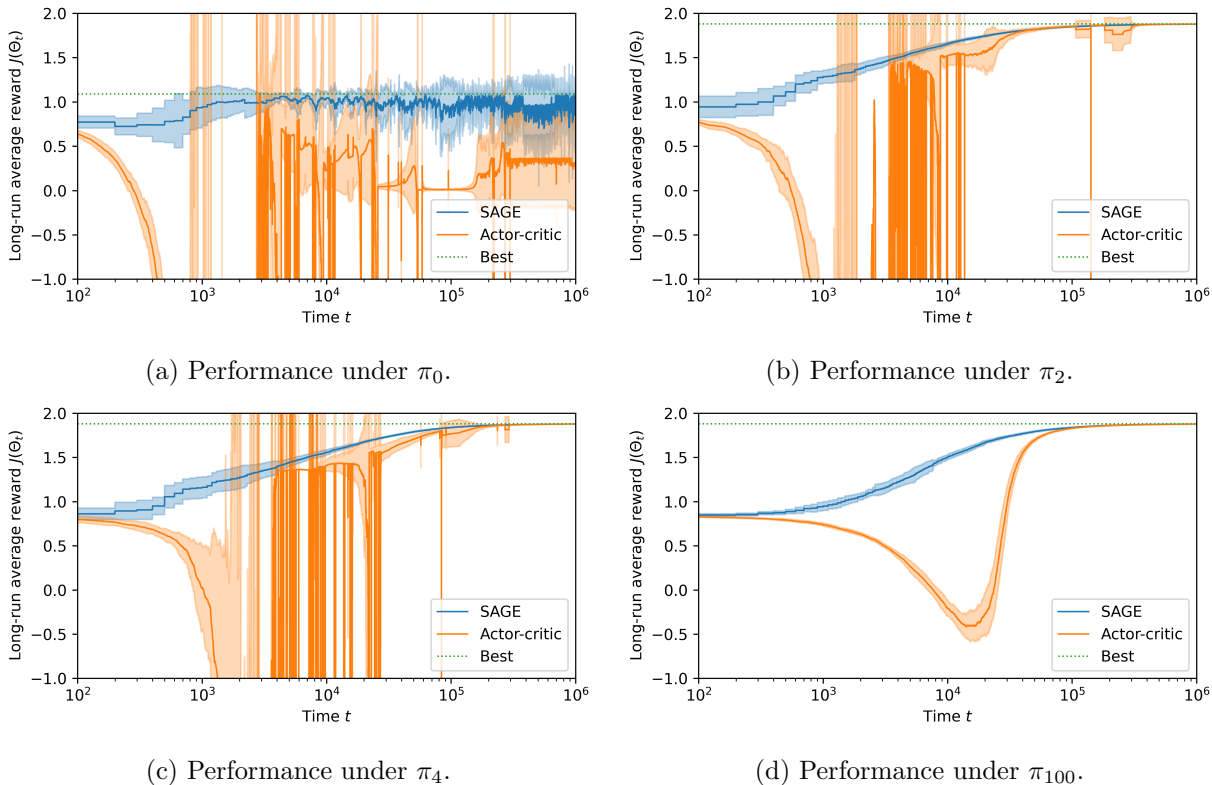 2.0
1.5
1.0
0.5
0.0
−0.5
−1.0
Long-run average reward J(Θt)
SAGE
Actor-critic
Best
10² 10³ 10⁴ 10⁵ 10⁶
Time t
(a) Performance under π₀.
2.0
1.5
1.0
0.5
0.0
−0.5
−1.0
Long-run average reward J(Θt)
SAGE
Actor-critic
Best
10² 10³ 10⁴ 10⁵ 10⁶
Time t
(b) Performance under π₂.
2.0
1.5
1.0
0.5
0.0
−0.5
−1.0
Long-run average reward J(Θt)
SAGE
Actor-critic
Best
10² 10³ 10⁴ 10⁵ 10⁶
Time t
(c) Performance under π₄.
2.0
1.5
1.0
0.5
0.0
−0.5
−1.0
Long-run average reward J(Θt)
SAGE
Actor-critic
Best
10² 10³ 10⁴ 10⁵ 10⁶
Time t
(d) Performance under π₁₀₀.